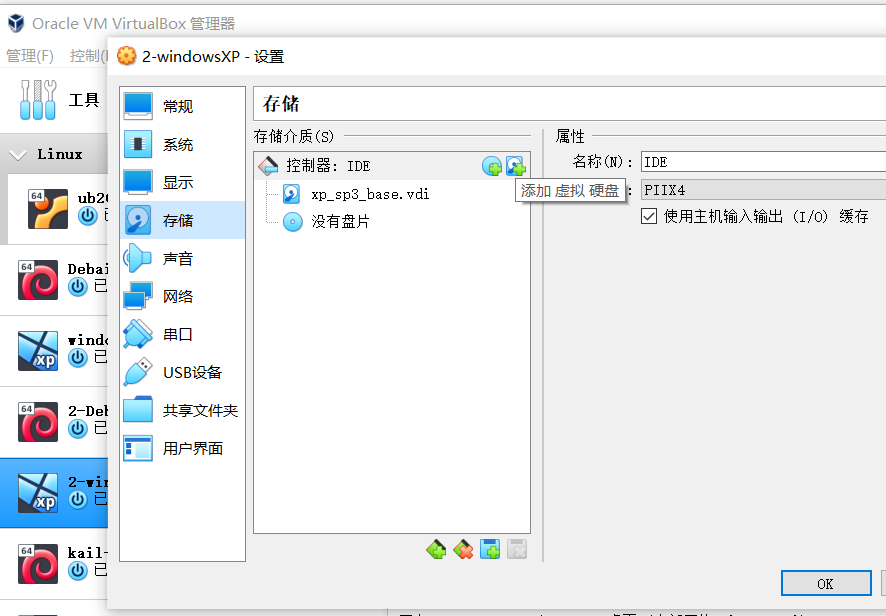 Oracle VM VirtualBox 管理器
管理(F) 控制(
2-windowsXP - 设置
工具
Linux
64
ub20
已
64
Debai
已
xp
windo
已
64
2-Deb
已
xp
2-win
已
64
kail-
已
常规
系统
显示
存储
声音
网络
串口
USB设备
共享文件夹
用户界面
存储
存储介质(S)
控制器: IDE
xp_sp3_base.vdi
没有盘片
添加 虚拟 硬盘
属性
名称(N): IDE
: PIIX4
使用主机输入输出 (I/O) 缓存
OK